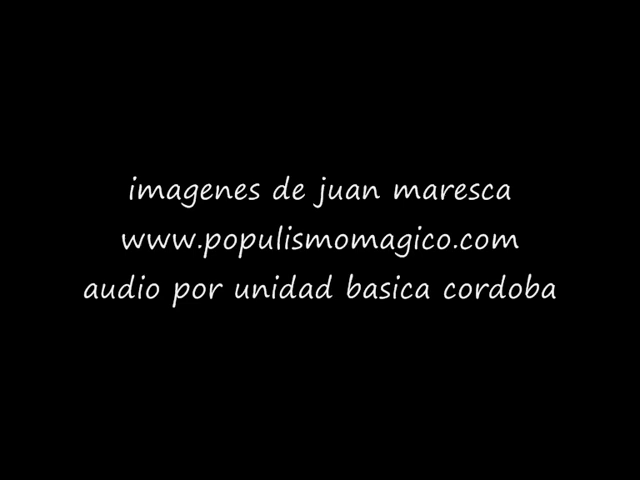 imagenes de juan maresca
www.populismomagico.com
audio por unidad basica cordoba